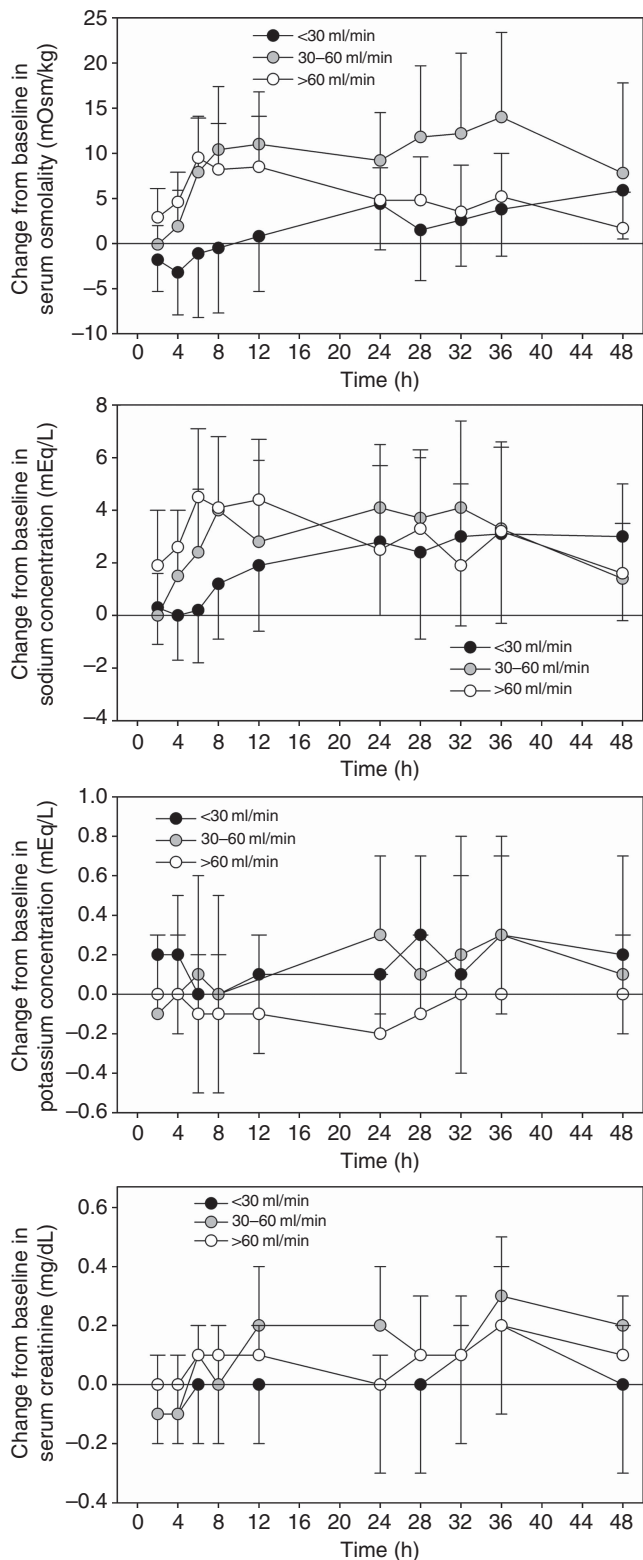 Change from baseline in
serum osmolality (mOsm/kg)
25
20
15
10
5
0
–5
–10
<30 ml/min
30–60 ml/min
>60 ml/min
0 4 8 12 16 20 24 28 32 36 40 44 48
Time (h)
Change from baseline in
sodium concentration (mEq/L)
8
6
4
2
0
–2
–4
<30 ml/min
30–60 ml/min
>60 ml/min
0 4 8 12 16 20 24 28 32 36 40 44 48
Time (h)
Change from baseline in
potassium concentration (mEq/L)
1.0
0.8
0.6
0.4
0.2
0.0
–0.2
–0.4
–0.6
<30 ml/min
30–60 ml/min
>60 ml/min
0 4 8 12 16 20 24 28 32 36 40 44 48
Time (h)
Change from baseline in
serum creatinine (mg/dL)
0.6
0.4
0.2
0.0
–0.2
–0.4
<30 ml/min
30–60 ml/min
>60 ml/min
0 4 8 12 16 20 24 28 32 36 40 44 48
Time (h)